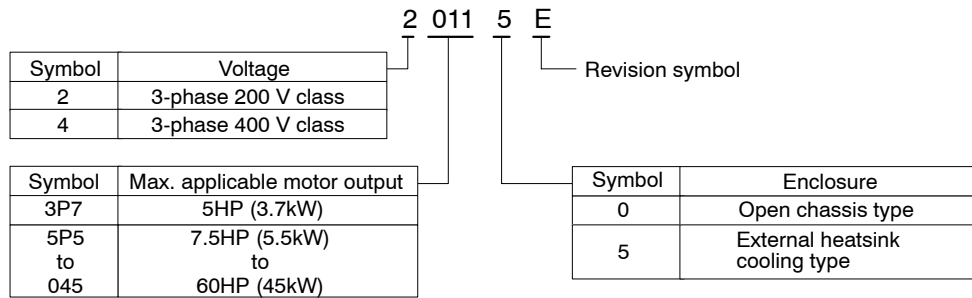 2 011 5 E
Symbol Voltage
2 3-phase 200 V class
4 3-phase 400 V class
Revision symbol
Symbol Max. applicable motor output
3P7 5HP (3.7kW)
5P5 7.5HP (5.5kW)
to to
045 60HP (45kW)
Symbol Enclosure
0 Open chassis type
5 External heatsink
cooling type